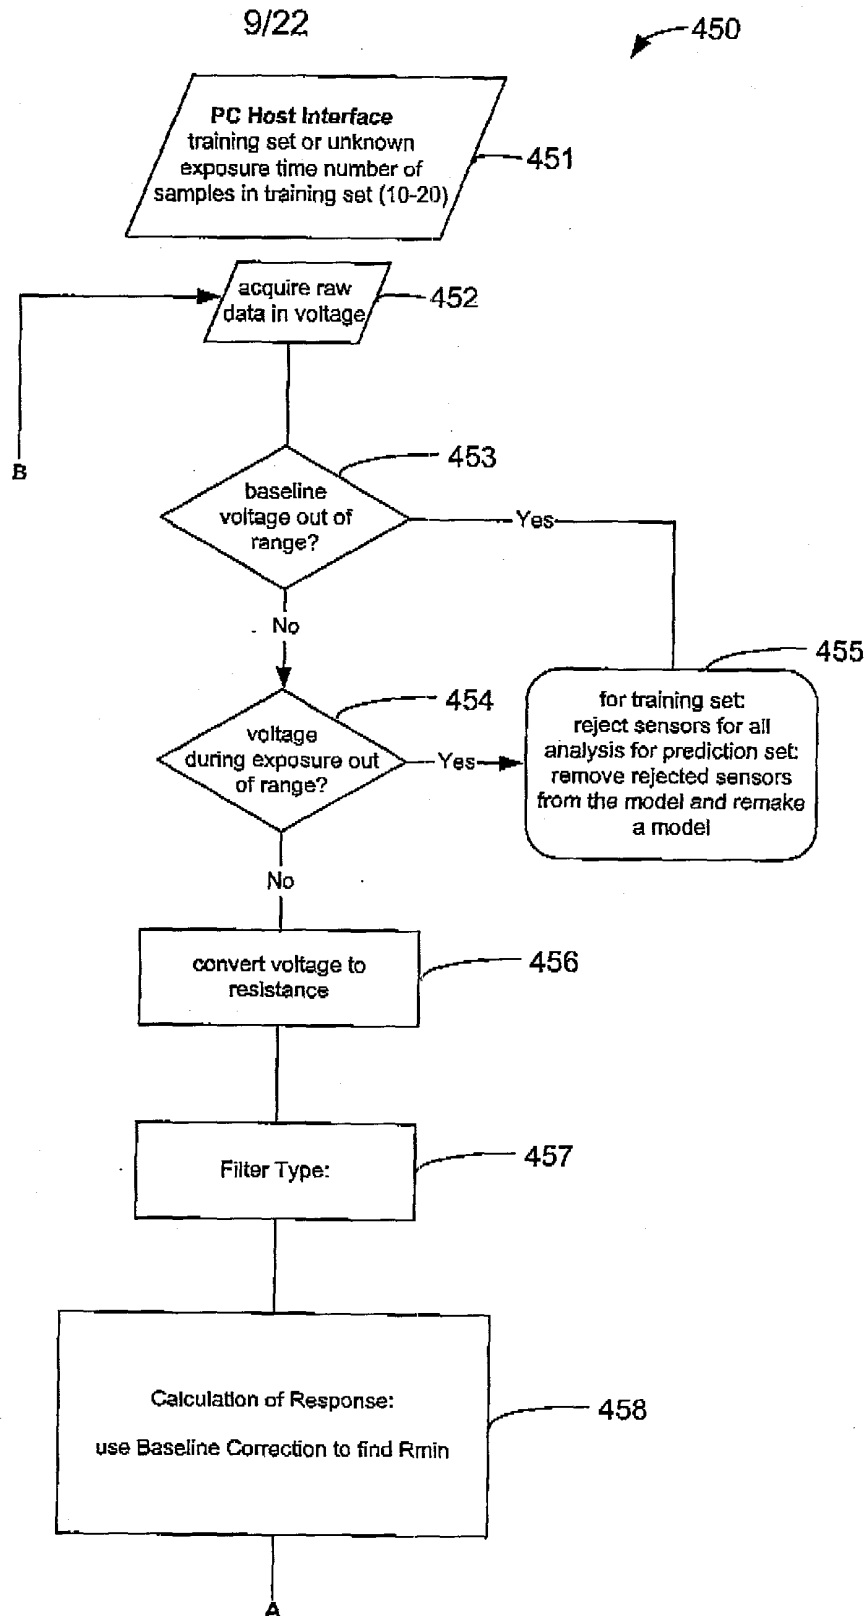 9/22
450
PC Host Interface
training set or unknown
exposure time number of
samples in training set (10-20)
451
acquire raw
data in voltage
452
B
453
baseline
voltage out of
range?
Yes
No
455
454
for training set:
reject sensors for all
analysis for prediction set:
remove rejected sensors
from the model and remake
a model
voltage
during exposure out
of range?
Yes
No
convert voltage to
resistance
456
Filter Type:
457
Calculation of Response:
use Baseline Correction to find Rmin
458
A